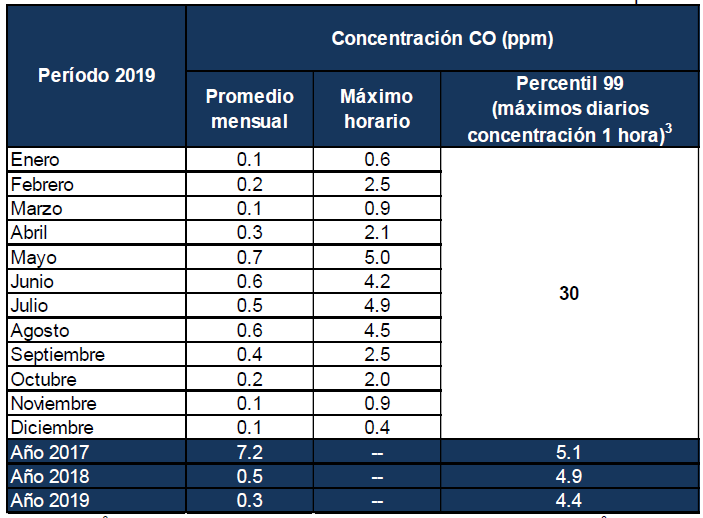 Período 2019
Concentración CO (ppm)
Promedio mensual
Máximo horario
Percentil 99 (máximos diarios concentración 1 hora)3
Enero 0.1 0.6
Febrero 0.2 2.5
Marzo 0.1 0.9
Abril 0.3 2.1
Mayo 0.7 5.0
Junio 0.6 4.2
Julio 0.5 4.9
Agosto 0.6 4.5
Septiembre 0.4 2.5
Octubre 0.2 2.0
Noviembre 0.1 0.9
Diciembre 0.1 0.4
30
Año 2017 7.2 -- 5.1
Año 2018 0.5 -- 4.9
Año 2019 0.3 -- 4.4